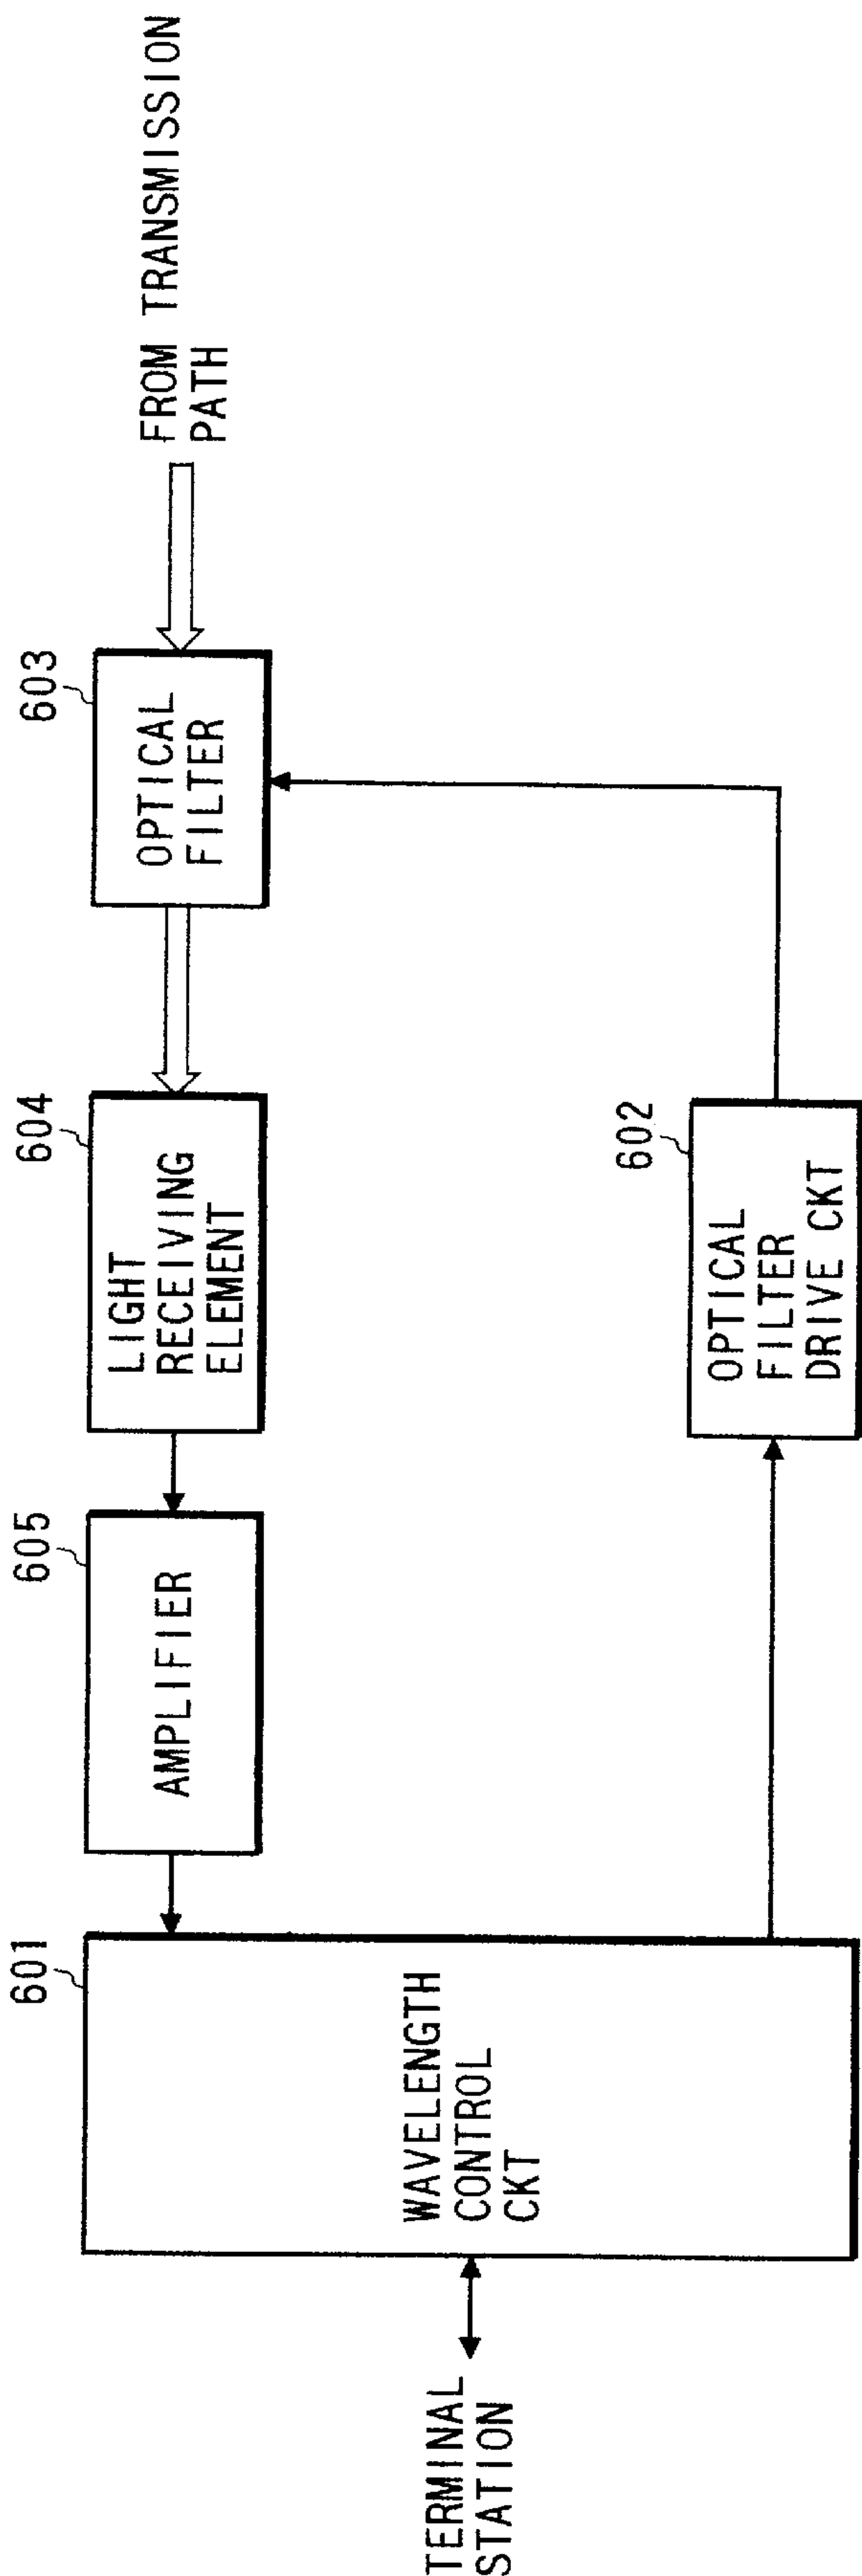 601
605
604
603
WAVELENGTH
CONTROL
CKT
AMPLIFIER
LIGHT
RECEIVING
ELEMENT
OPTICAL
FILTER
FROM TRANSMISSION
PATH
TERMINAL
STATION
602
OPTICAL
FILTER
DRIVE CKT